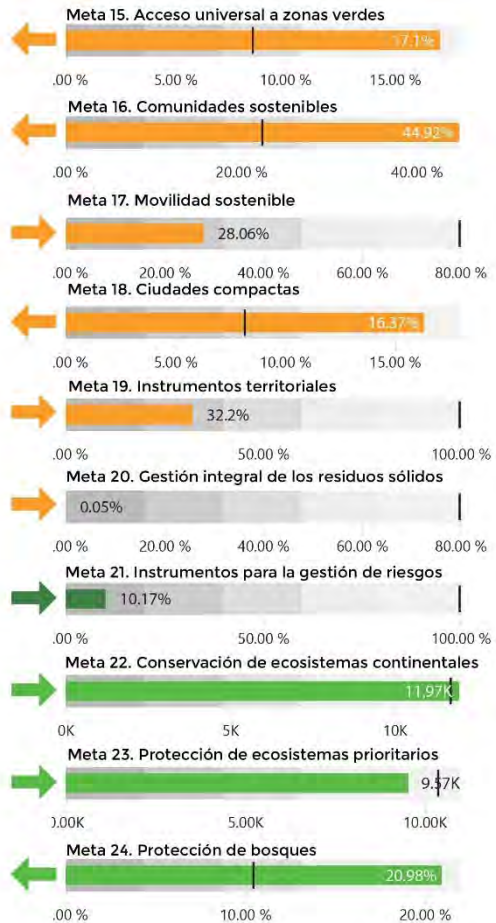 Meta 15. Acceso universal a zonas verdes
17.1%
.00 % 5.00 % 10.00 % 15.00 %
Meta 16. Comunidades sostenibles
44.92%
.00 % 20.00 % 40.00 %
Meta 17. Movilidad sostenible
28.06%
.00 % 20.00 % 40.00 % 60.00 % 80.00 %
Meta 18. Ciudades compactas
16.37%
.00 % 5.00 % 10.00 % 15.00 %
Meta 19. Instrumentos territoriales
32.2%
.00 % 50.00 % 100.00 %
Meta 20. Gestión integral de los residuos sólidos
0.05%
.00 % 20.00 % 40.00 % 60.00 % 80.00 %
Meta 21. Instrumentos para la gestión de riesgos
10.17%
.00 % 50.00 % 100.00 %
Meta 22. Conservación de ecosistemas continentales
11,97K
0K 5K 10K
Meta 23. Protección de ecosistemas prioritarios
9.57K
0.00K 5.00K 10.00K
Meta 24. Protección de bosques
20.98%
.00 % 10.00 % 20.00 %